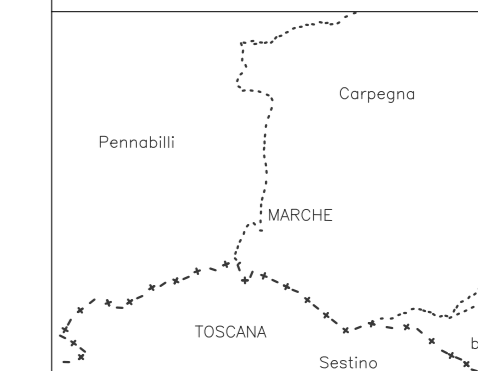 Carpegna
Pennabilli
MARCHE
TOSCANA
b
Sestino